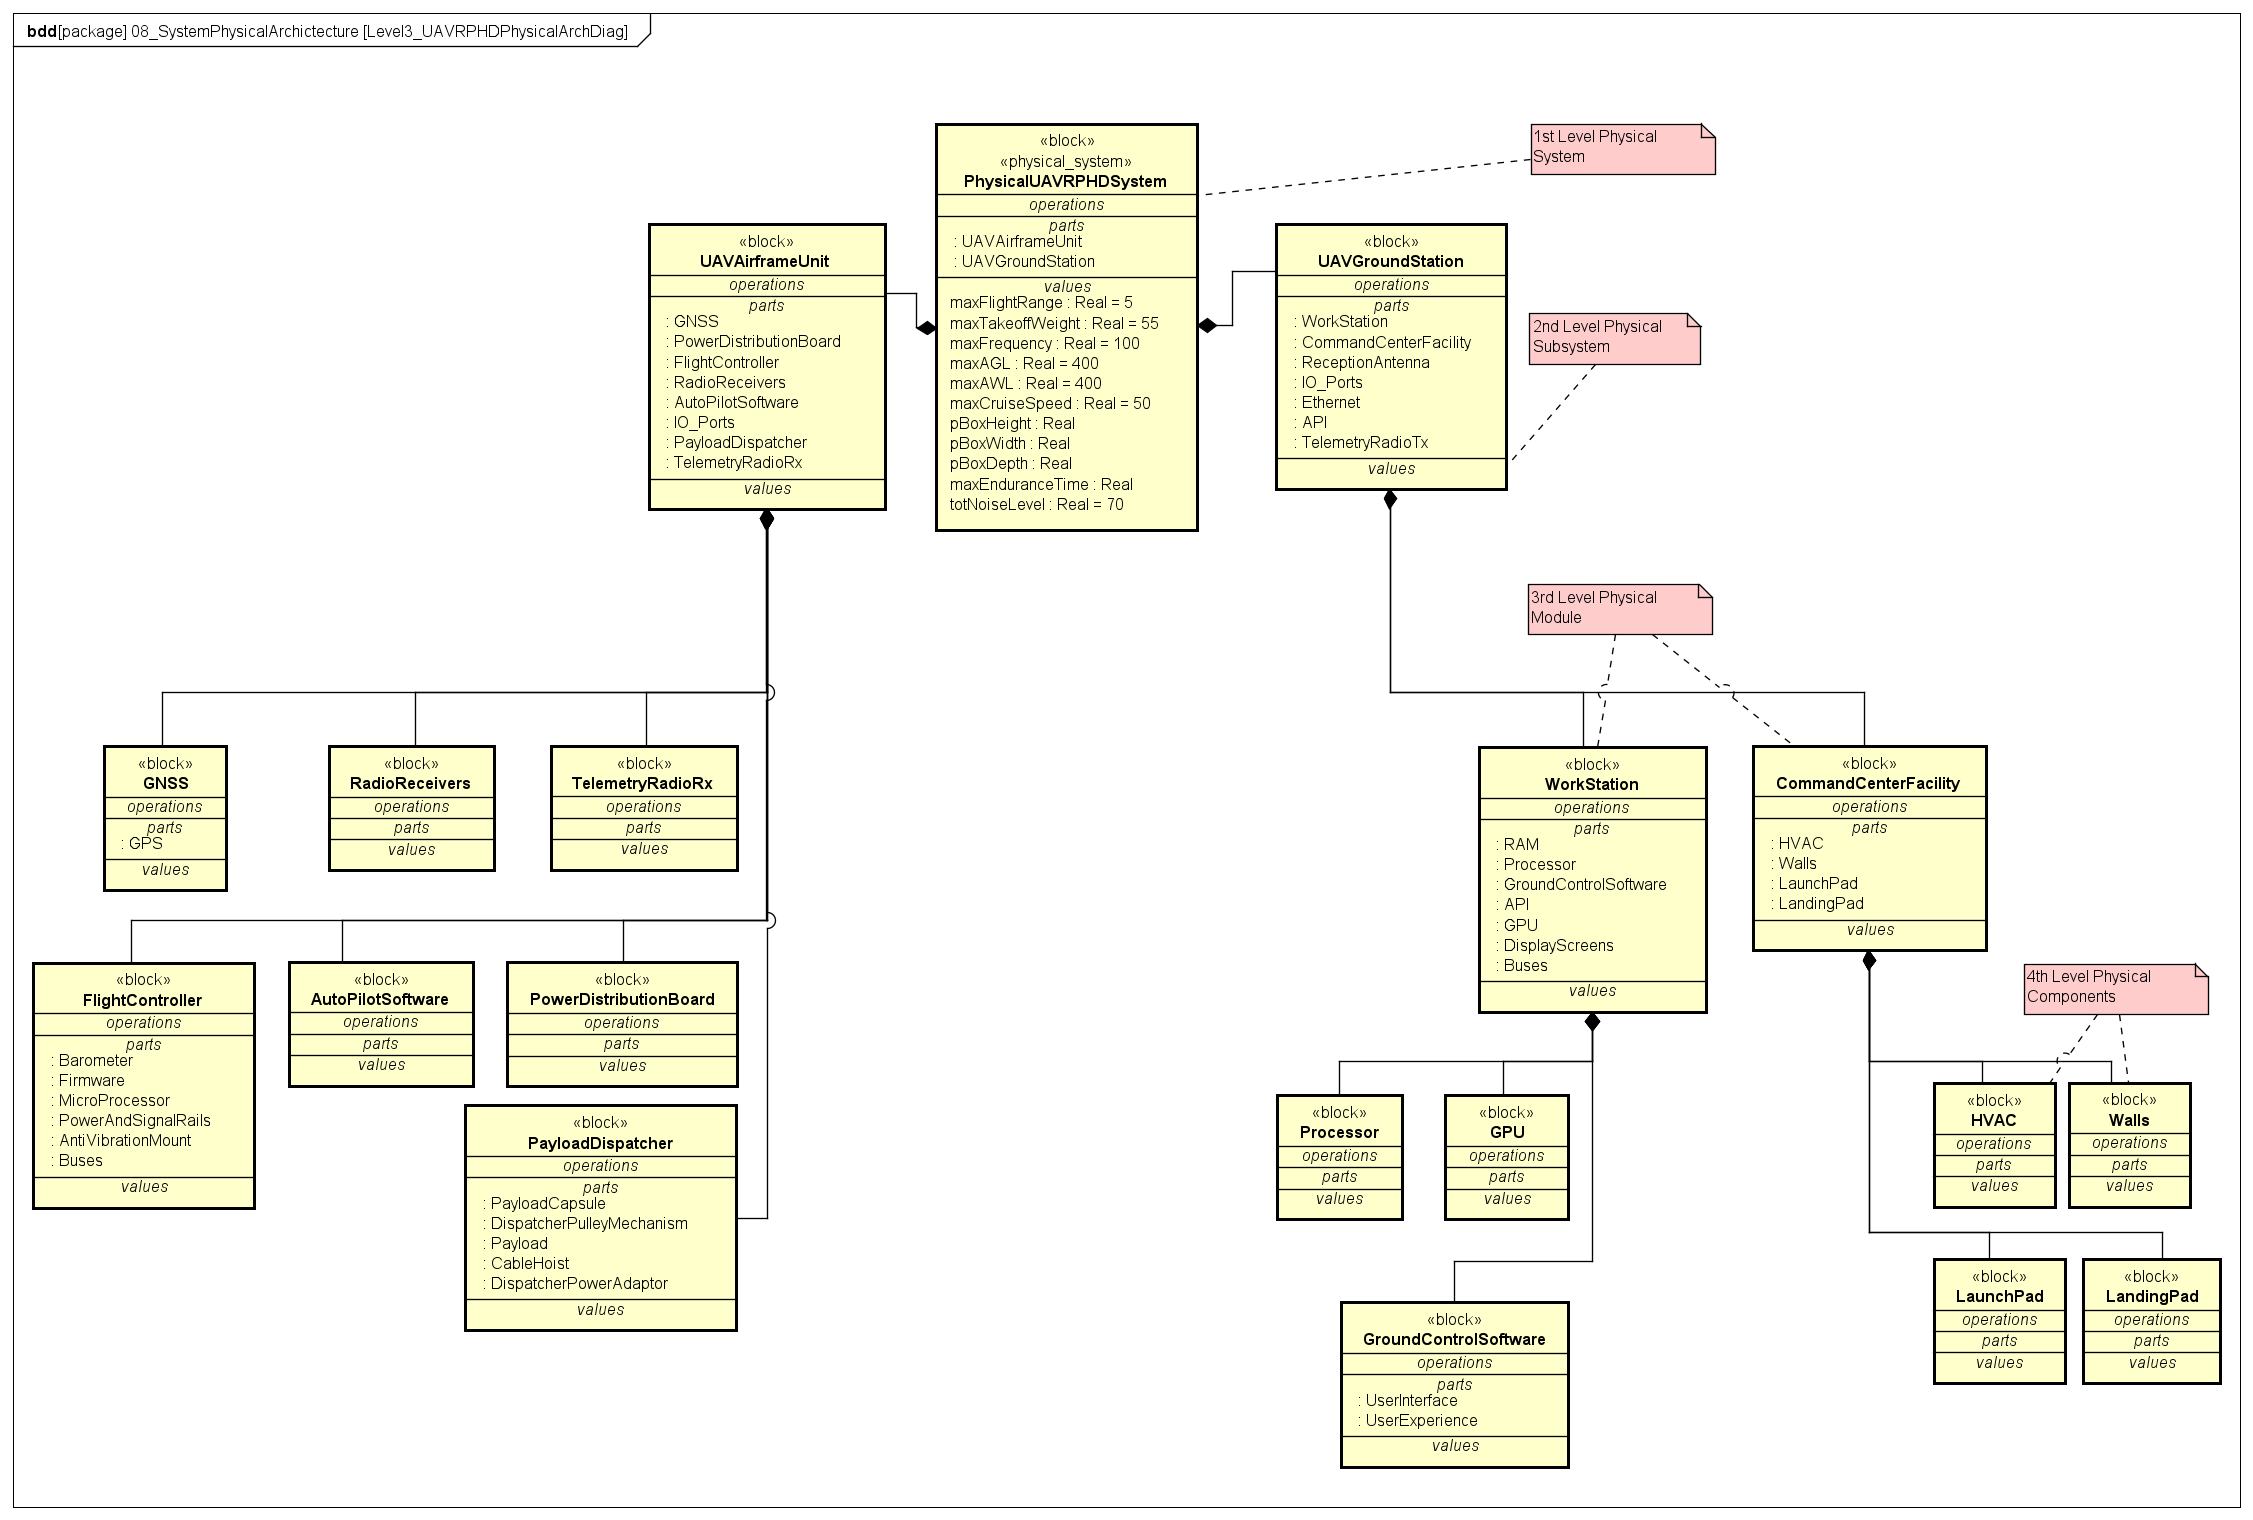 bdd[package] 08_SystemPhysicalArchictecture [Level3_UAVRPHDPhysicalArchDiag]
«block»
«physical_system»
PhysicalUAVRPHDSystem
operations
parts
: UAVAirframeUnit
: UAVGroundStation
values
maxFlightRange : Real = 5
maxTakeoffWeight : Real = 55
maxFrequency : Real = 100
maxAGL : Real = 400
maxAWL : Real = 400
maxCruiseSpeed : Real = 50
pBoxHeight : Real
pBoxWidth : Real
pBoxDepth : Real
maxEnduranceTime : Real
totNoiseLevel : Real = 70
1st Level Physical
System
«block»
UAVAirframeUnit
operations
parts
: GNSS
: PowerDistributionBoard
: FlightController
: RadioReceivers
: AutoPilotSoftware
: IO_Ports
: PayloadDispatcher
: TelemetryRadioRx
values
«block»
UAVGroundStation
operations
parts
: WorkStation
: CommandCenterFacility
: ReceptionAntenna
: IO_Ports
: Ethernet
: API
: TelemetryRadioTx
values
2nd Level Physical
Subsystem
3rd Level Physical
Module
«block»
GNSS
operations
parts
: GPS
values
«block»
RadioReceivers
operations
parts
values
«block»
TelemetryRadioRx
operations
parts
values
«block»
WorkStation
operations
parts
: RAM
: Processor
: GroundControlSoftware
: API
: GPU
: DisplayScreens
: Buses
values
«block»
CommandCenterFacility
operations
parts
: HVAC
: Walls
: LaunchPad
: LandingPad
values
4th Level Physical
Components
«block»
FlightController
operations
parts
: Barometer
: Firmware
: MicroProcessor
: PowerAndSignalRails
: AntiVibrationMount
: Buses
values
«block»
AutoPilotSoftware
operations
parts
values
«block»
PowerDistributionBoard
operations
parts
values
«block»
PayloadDispatcher
operations
parts
: PayloadCapsule
: DispatcherPulleyMechanism
: Payload
: CableHoist
: DispatcherPowerAdaptor
values
«block»
Processor
operations
parts
values
«block»
GPU
operations
parts
values
«block»
HVAC
operations
parts
values
«block»
Walls
operations
parts
values
«block»
LaunchPad
operations
parts
values
«block»
LandingPad
operations
parts
values
«block»
GroundControlSoftware
operations
parts
: UserInterface
: UserExperience
values